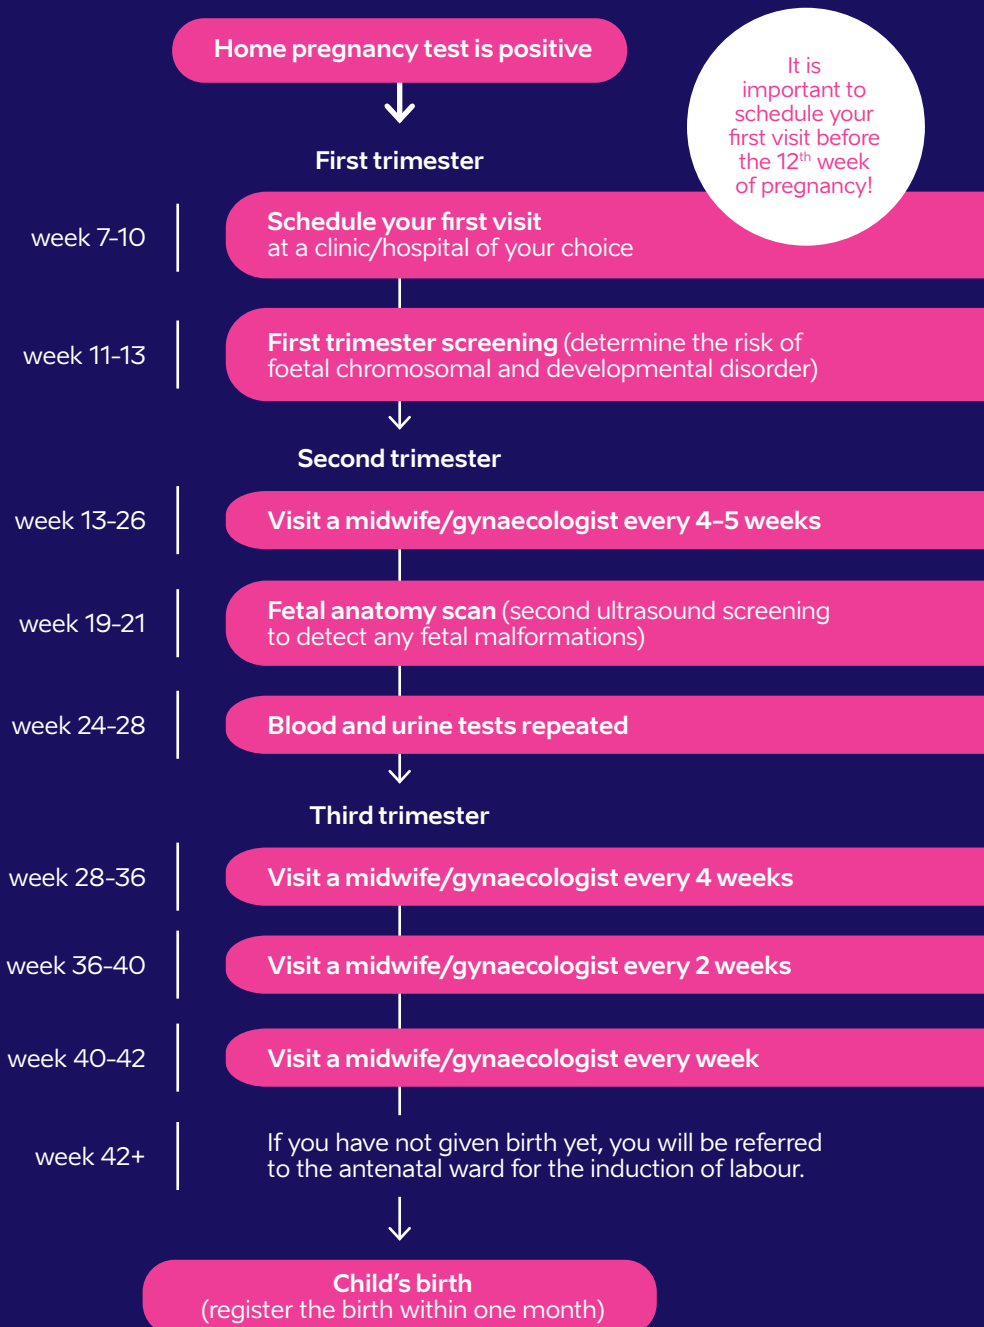 Home pregnancy test is positive
It is
important to
schedule your
first visit before
the 12th week
of pregnancy!
First trimester
week 7-10
Schedule your first visit
at a clinic/hospital of your choice
week 11-13
First trimester screening (determine the risk of
foetal chromosomal and developmental disorder)
Second trimester
week 13-26
Visit a midwife/gynaecologist every 4-5 weeks
week 19-21
Fetal anatomy scan (second ultrasound screening
to detect any fetal malformations)
week 24-28
Blood and urine tests repeated
Third trimester
week 28-36
Visit a midwife/gynaecologist every 4 weeks
week 36-40
Visit a midwife/gynaecologist every 2 weeks
week 40-42
Visit a midwife/gynaecologist every week
week 42+
If you have not given birth yet, you will be referred
to the antenatal ward for the induction of labour.
Child's birth
(register the birth within one month)